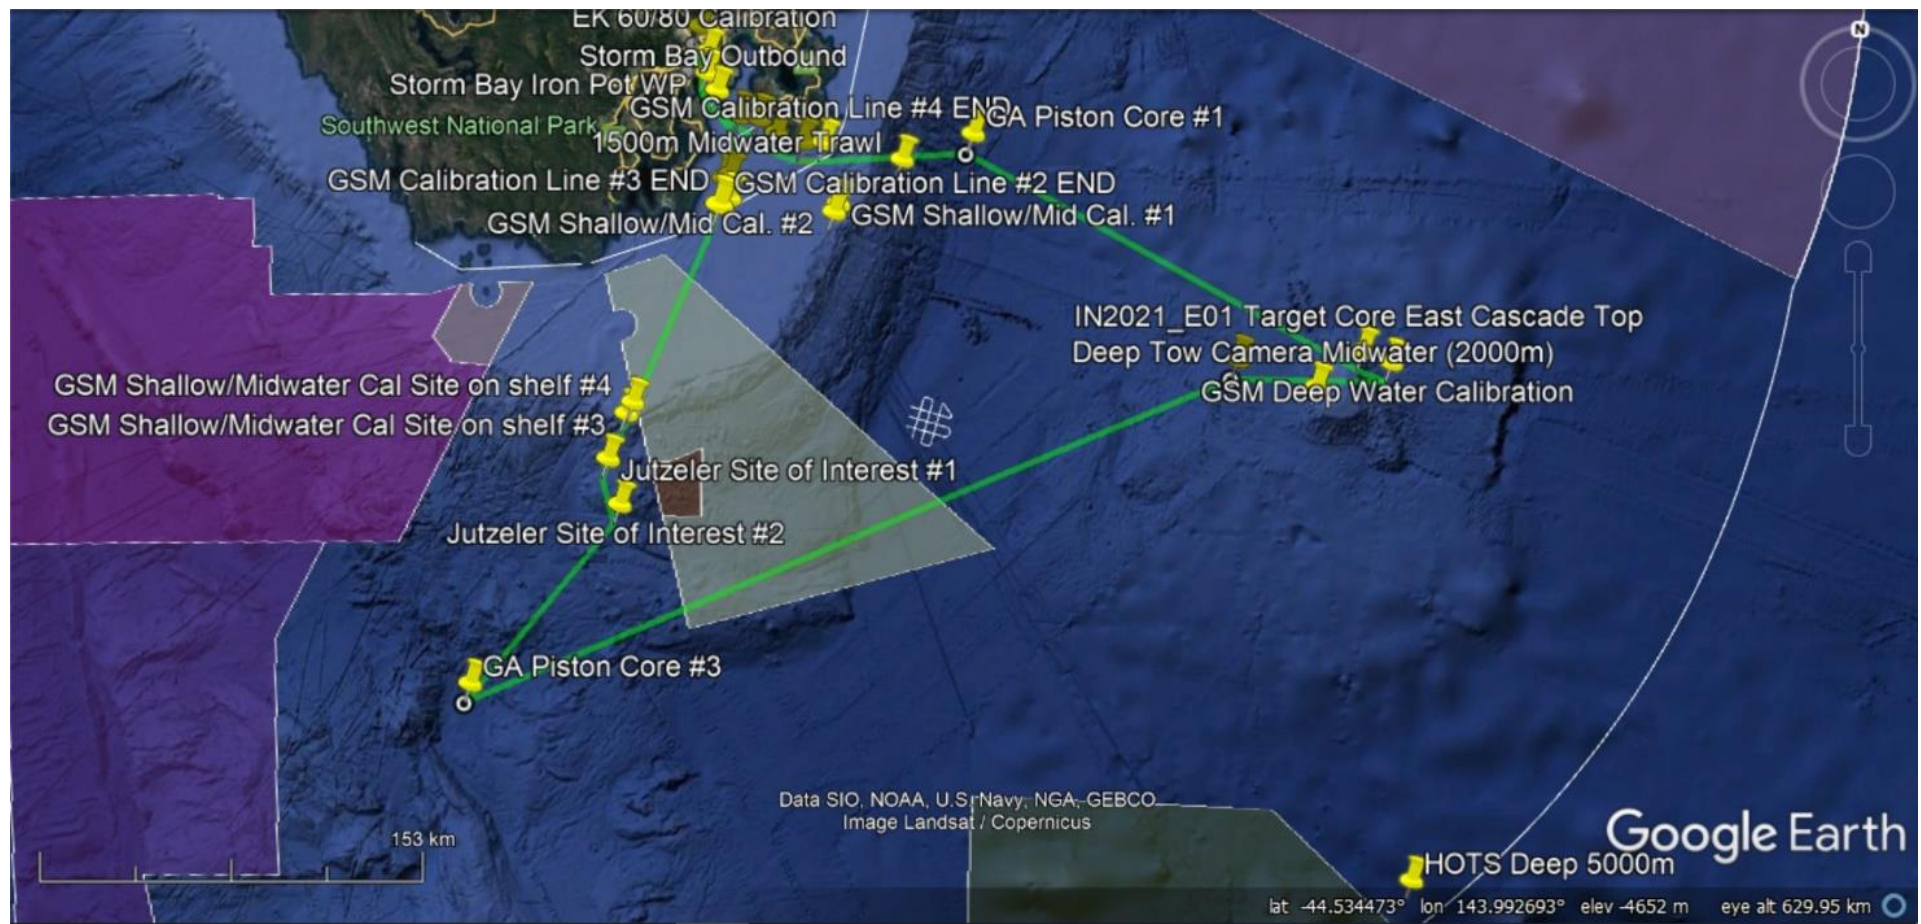 EK 60/80 Calibration
Storm Bay Outbound
Storm Bay Iron Pot WP
GSM Calibration Line #4 END
GA Piston Core #1
Southwest National Park
1500m Midwater Trawl
GSM Calibration Line #3 END
GSM Calibration Line #2 END
GSM Shallow/Mid Cal. #2
GSM Shallow/Mid Cal. #1
IN2021_E01 Target Core East Cascade Top
Deep Tow Camera Midwater (2000m)
GSM Deep Water Calibration
GSM Shallow/Midwater Cal Site on shelf #4
GSM Shallow/Midwater Cal Site on shelf #3
Jutzeler Site of Interest #1
Jutzeler Site of Interest #2
GA Piston Core #3
N
Data SIO, NOAA, U.S. Navy, NGA, GEBCO
Image Landsat / Copernicus
153 km
Google Earth
HOTS Deep 5000m
lat -44.534473° lon 143.992693° elev -4652 m eye alt 629.95 km